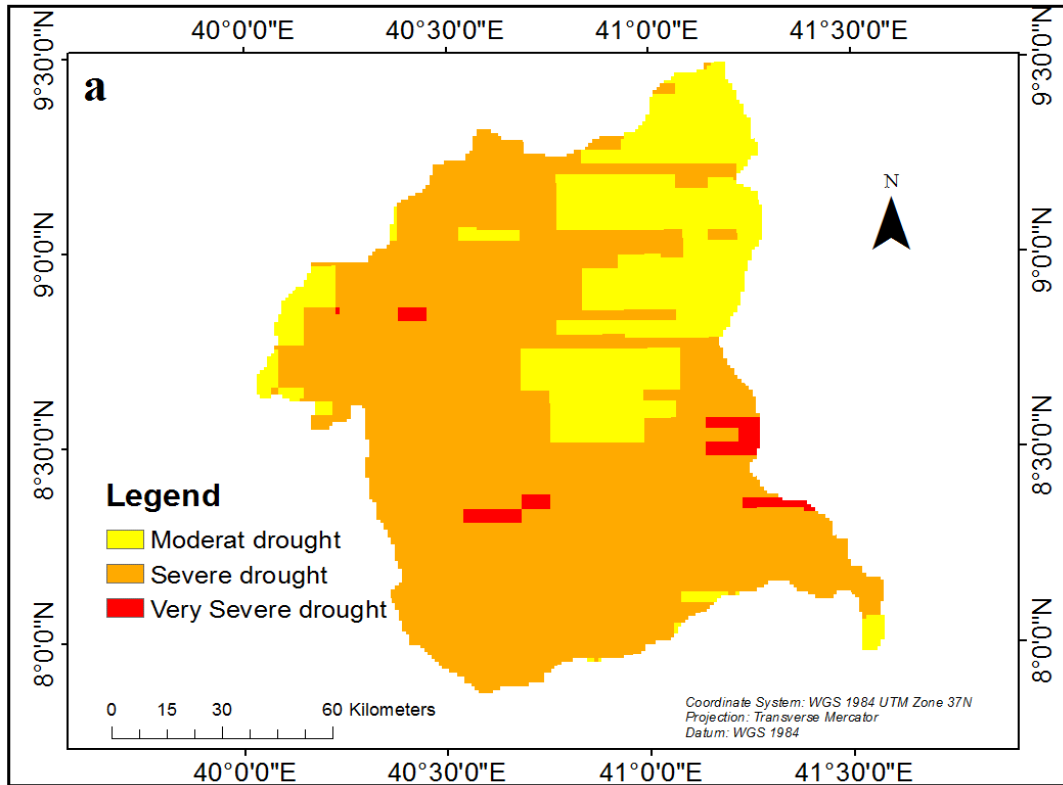 40°0'0"E 40°30'0"E 41°0'0"E 41°30'0"E
9°30'0"N
9°0'0"N
8°30'0"N
8°0'0"N
a
N
9°30'0"N
9°0'0"N
8°30'0"N
8°0'0"N
Legend
Moderat drought
Severe drought
Very Severe drought
0 15 30 60 Kilometers
Coordinate System: WGS 1984 UTM Zone 37N
Projection: Transverse Mercator
Datum: WGS 1984
40°0'0"E 40°30'0"E 41°0'0"E 41°30'0"E